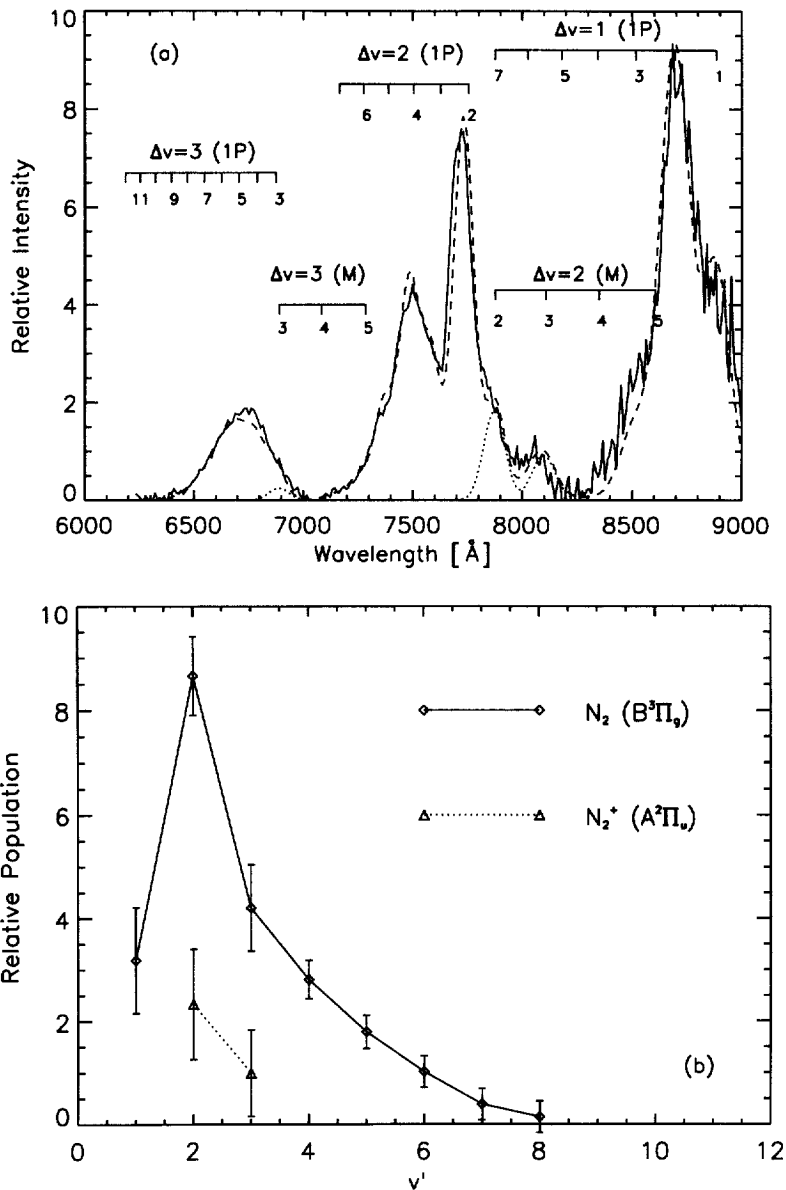 10
(a)
Δv=2 (1P)
Δv=1 (1P)
6 4 2
7 5 3 1
8
Δv=3 (1P)
11 9 7 5 3
6
Relative Intensity
Δv=3 (M)
Δv=2 (M)
4
3 4 5
2 3 4 5
2
0
6000 6500 7000 7500 8000 8500 9000
Wavelength [Å]
10
8
N₂ (B³Π_g)
6
N₂⁺ (A²Π_u)
Relative Population
4
2
(b)
0
0 2 4 6 8 10 12
v'